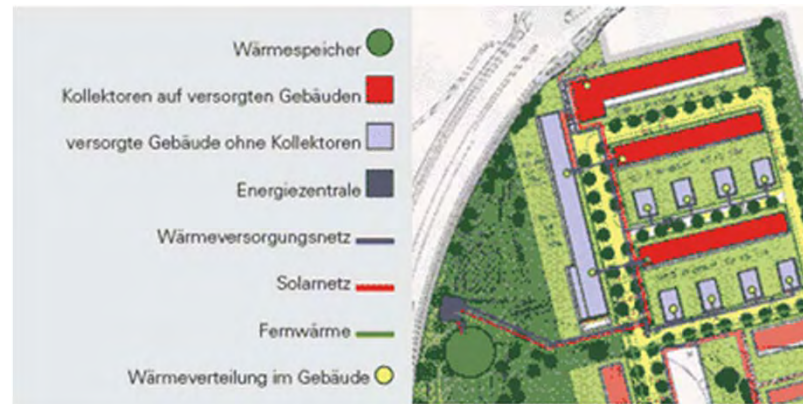 Wärmespeicher
Kollektoren auf versorgten Gebäuden
versorgte Gebäude ohne Kollektoren
Energiezentrale
Wärmeversorgungsnetz
Solarnetz
Fernwärme
Wärmeverteilung im Gebäude